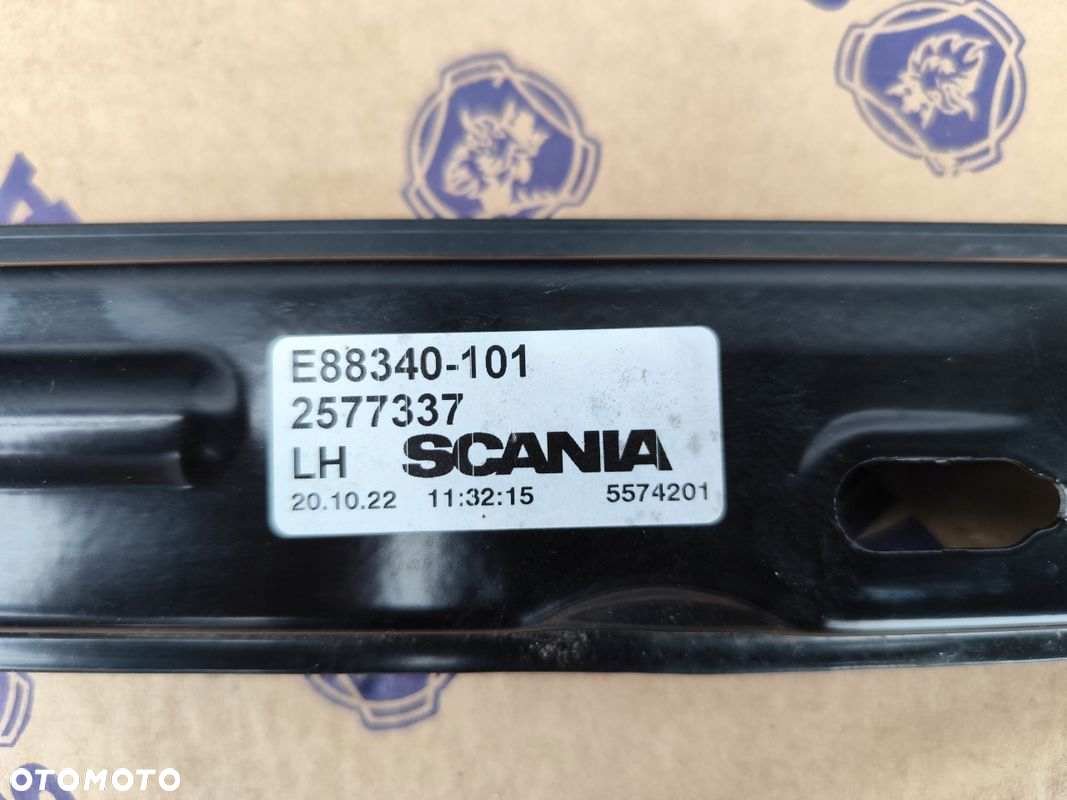 E88340-101
2577337
LH SCANIA
20.10.22 11:32:15 5574201
OTOMOTO